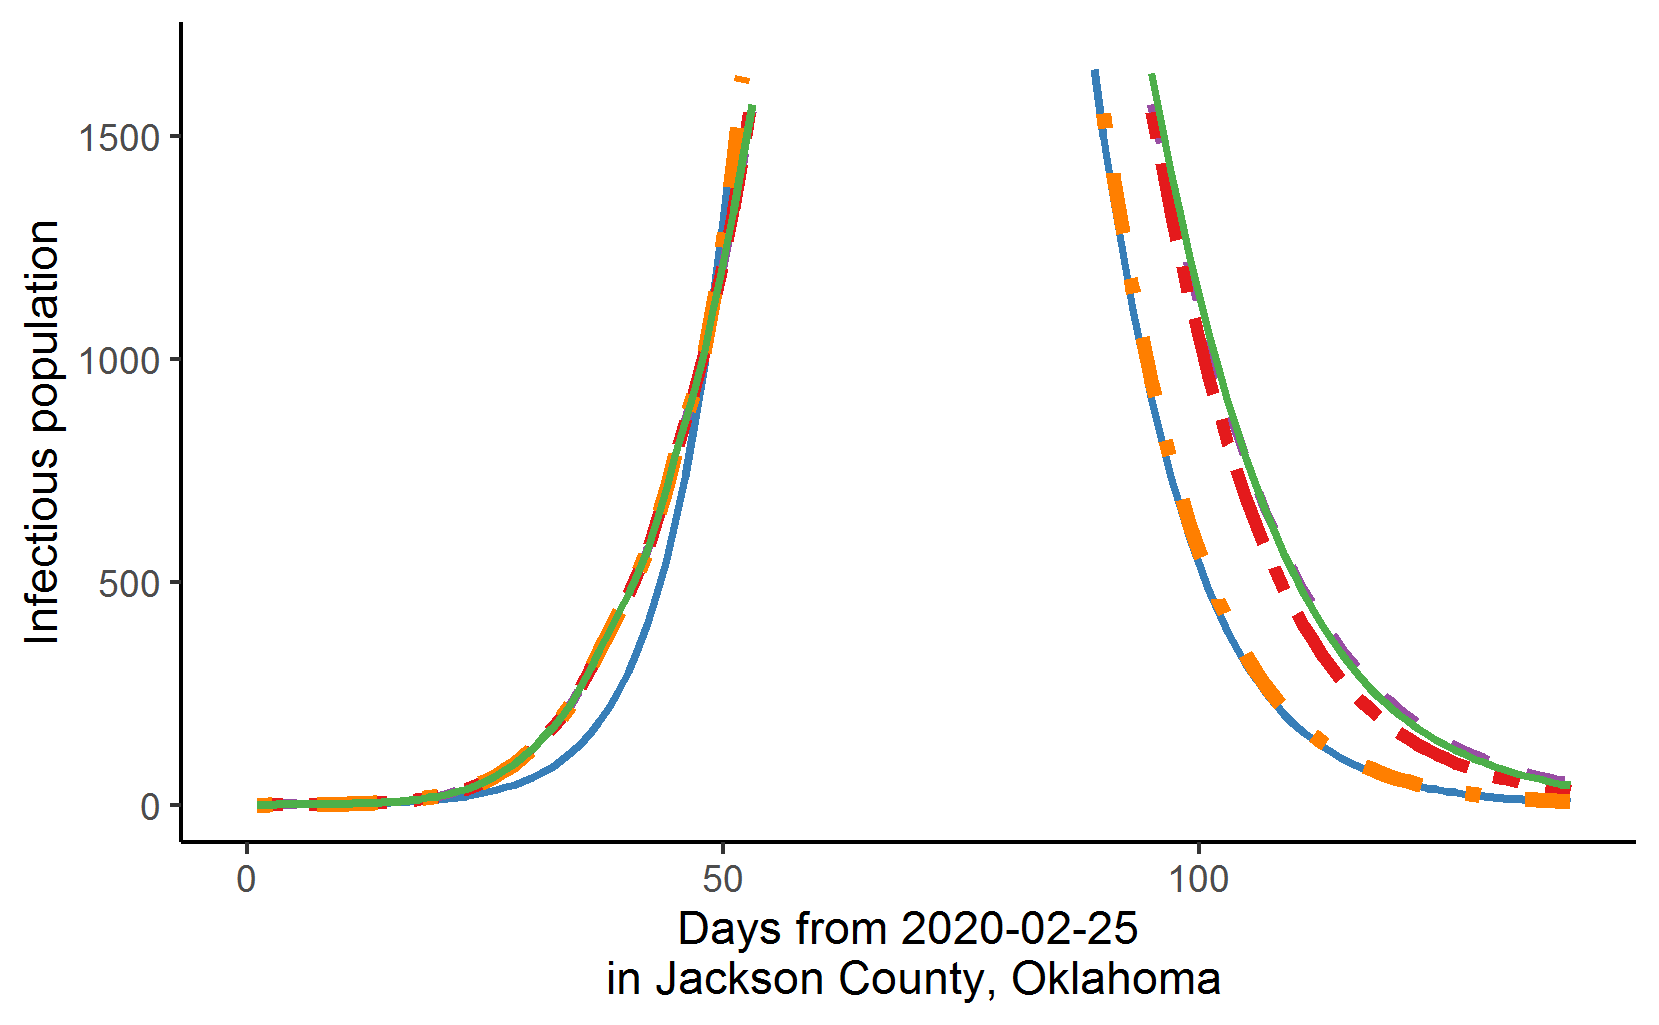 Infectious population
1500
1000
500
0
0 50 100
Days from 2020-02-25
in Jackson County, Oklahoma